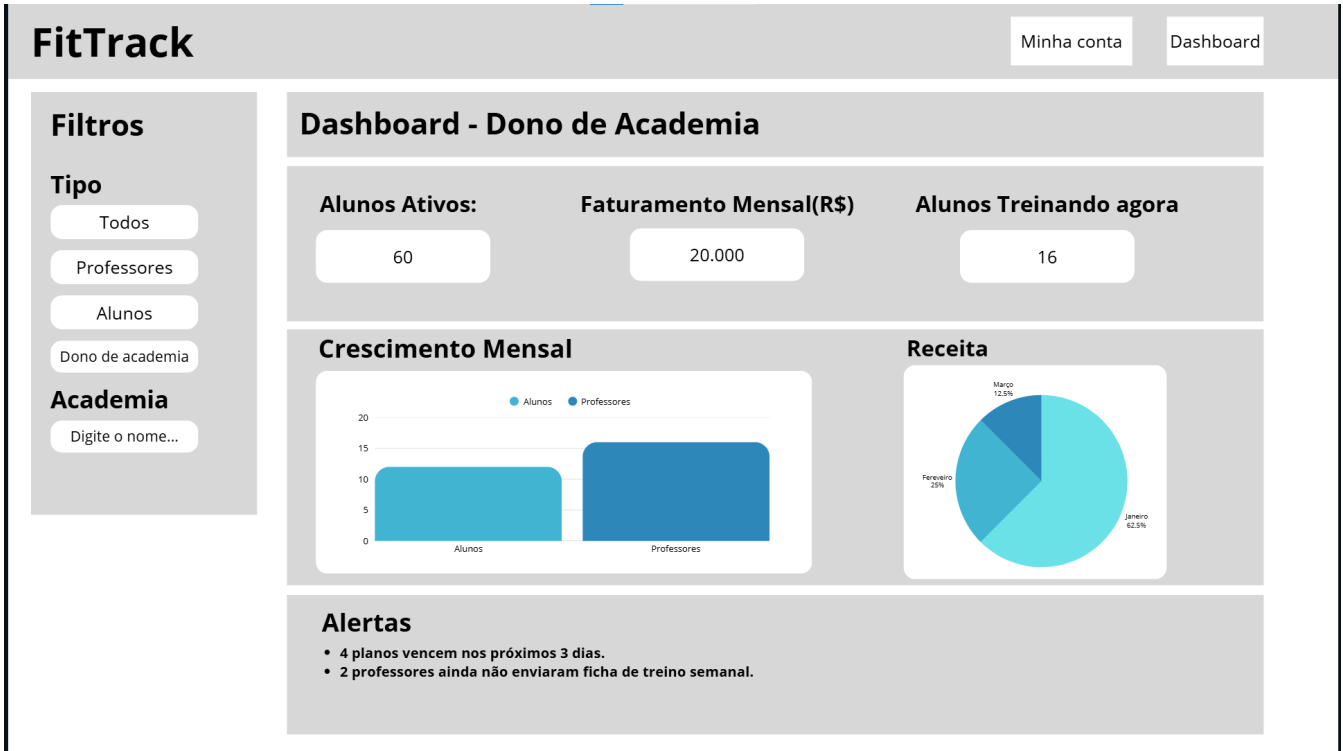 FitTrack
Minha conta
Dashboard
Filtros
Tipo
Todos
Professores
Alunos
Dono de academia
Academia
Digite o nome...
Dashboard - Dono de Academia
Alunos Ativos:
60
Faturamento Mensal(R$)
20.000
Alunos Treinando agora
16
Crescimento Mensal
Alunos
Professores
20
15
10
5
0
Alunos
Professores
Receita
Março
12.5%
Fereveiro
25%
Janeiro
62.5%
Alertas
• 4 planos vencem nos próximos 3 dias.
• 2 professores ainda não enviaram ficha de treino semanal.